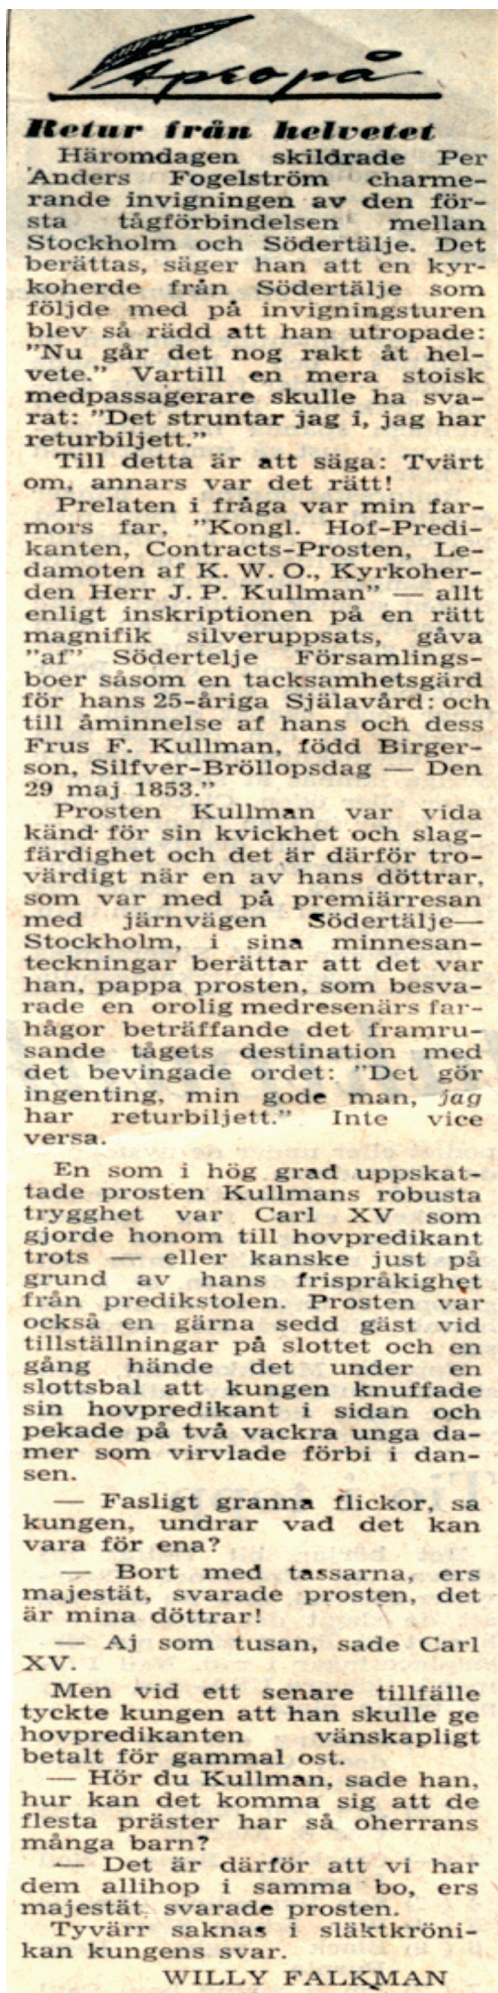 Apropå
Retur från helvetet
Häromdagen skildrade Per
Anders Fogelström charme-
rande invigningen av den för-
sta tågförbindelsen mellan
Stockholm och Södertälje. Det
berättas, säger han att en kyr-
koherde från Södertälje som
följde med på invigningsturen
blev så rädd att han utropade:
"Nu går det nog rakt åt hel-
vete." Vartill en mera stoisk
medpassagerare skulle ha sva-
rat: "Det struntar jag i, jag har
returbiljett."
Till detta är att säga: Tvärt
om, annars var det rätt!
Prelaten i fråga var min far-
mors far, "Kongl. Hof-Predi-
kanten, Contracts-Prosten, Le-
damoten af K. W. O., Kyrkoher-
den Herr J. P. Kullman" — allt
enligt inskriptionen på en rätt
magnifik silveruppsats, gåva
"af" Södertelje Församlings-
boer såsom en tacksamhetsgärd
för hans 25-åriga Själavård: och
till åminnelse af hans och dess
Frus F. Kullman, född Birger-
son, Silfver-Bröllopsdag — Den
29 maj 1853."
Prosten Kullman var vida
känd för sin kvickhet och slag-
färdighet och det är därför tro-
värdigt när en av hans döttrar,
som var med på premiärresan
med järnvägen Södertälje—
Stockholm, i sina minnesan-
teckningar berättar att det var
han, pappa prosten, som besva-
rade en orolig medresenärs far-
hågor beträffande det framru-
sande tågets destination med
det bevingade ordet: "Det gör
ingenting, min gode man, jag
har returbiljett." Inte vice
versa.
En som i hög grad uppskat-
tade prosten Kullmans robusta
trygghet var Carl XV som
gjorde honom till hovpredikant
trots — eller kanske just på
grund av hans frispråkighet
från predikstolen. Prosten var
också en gärna sedd gäst vid
tillställningar på slottet och en
gång hände det under en
slottsbal att kungen knuffade
sin hovpredikant i sidan och
pekade på två vackra unga da-
mer som virvlade förbi i dan-
sen.
— Fasligt granna flickor, sa
kungen, undrar vad det kan
vara för ena?
— Bort med tassarna, ers
majestät, svarade prosten, det
är mina döttrar!
— Aj som tusan, sade Carl
XV.
Men vid ett senare tillfälle
tyckte kungen att han skulle ge
hovpredikanten vänskapligt
betalt för gammal ost.
— Hör du Kullman, sade han,
hur kan det komma sig att de
flesta präster har så oherrans
många barn?
— Det är därför att vi har
dem allihop i samma bo, ers
majestät, svarade prosten.
Tyvärr saknas i släktkröni-
kan kungens svar.
WILLY FALKMAN